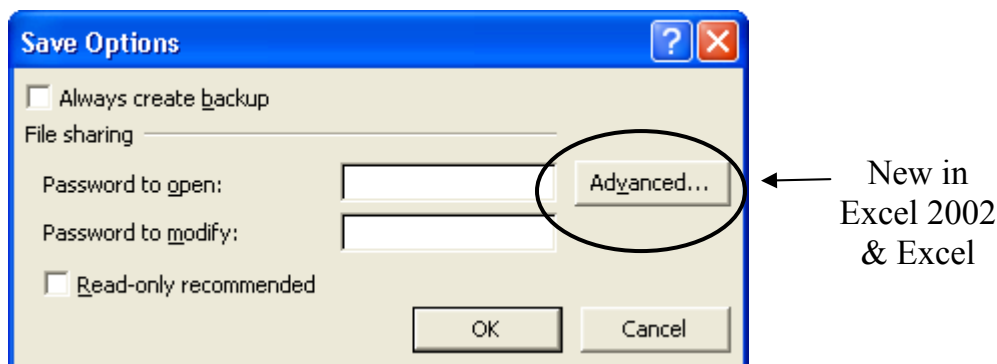 Save Options
Always create backup
File sharing
Password to open:
Advanced...
Password to modify:
Read-only recommended
OK
Cancel
New in
Excel 2002
& Excel